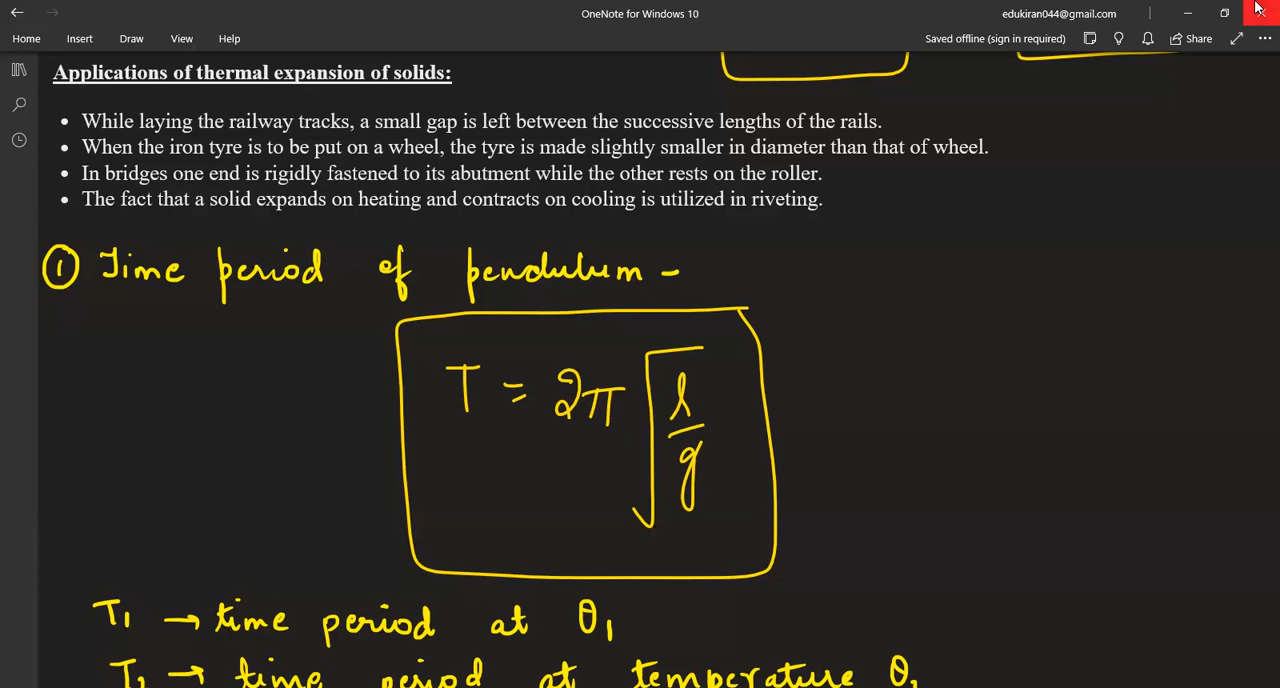 OneNote for Windows 10
edukiran044@gmail.com
Home Insert Draw View Help
Saved offline (sign in required)
Share
Applications of thermal expansion of solids:
• While laying the railway tracks, a small gap is left between the successive lengths of the rails.
• When the iron tyre is to be put on a wheel, the tyre is made slightly smaller in diameter than that of wheel.
• In bridges one end is rigidly fastened to its abutment while the other rests on the roller.
• The fact that a solid expands on heating and contracts on cooling is utilized in riveting.
① Time period of pendulum -
T = 2π √(l/g)
T1 → time period at θ1
→ time period at temperature